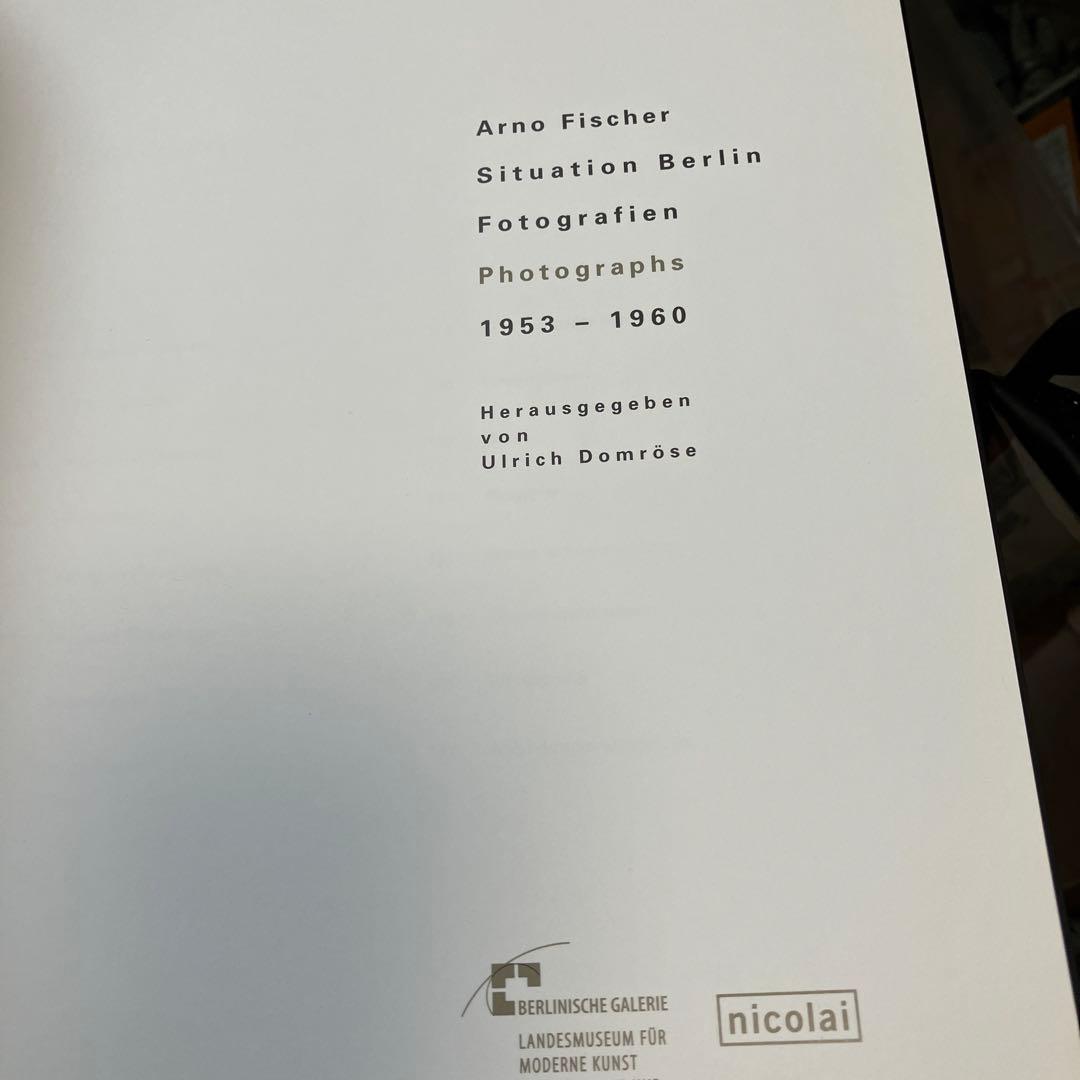 Arno Fischer
Situation Berlin
Fotografien
Photographs
1953 – 1960
Herausgegeben
von
Ulrich Domröse
BERLINISCHE GALERIE
LANDESMUSEUM FÜR
MODERNE KUNST
nicolai